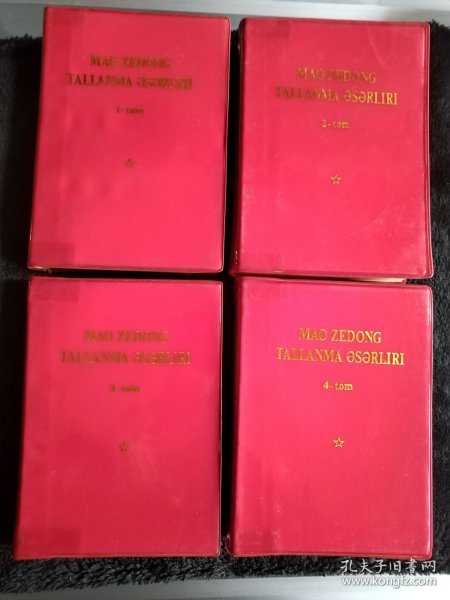 MAO ZEDONG
TALLANMA ƏSƏRLIRI
1-tom
☆
MAO ZEDONG
TALLANMA ƏSƏRLIRI
2-tom
☆
MAO ZEDONG
TALLANMA ƏSƏRLIRI
3-tom
☆
MAO ZEDONG
TALLANMA ƏSƏRLIRI
4-tom
☆
孔夫子旧书网
www.kongfz.com